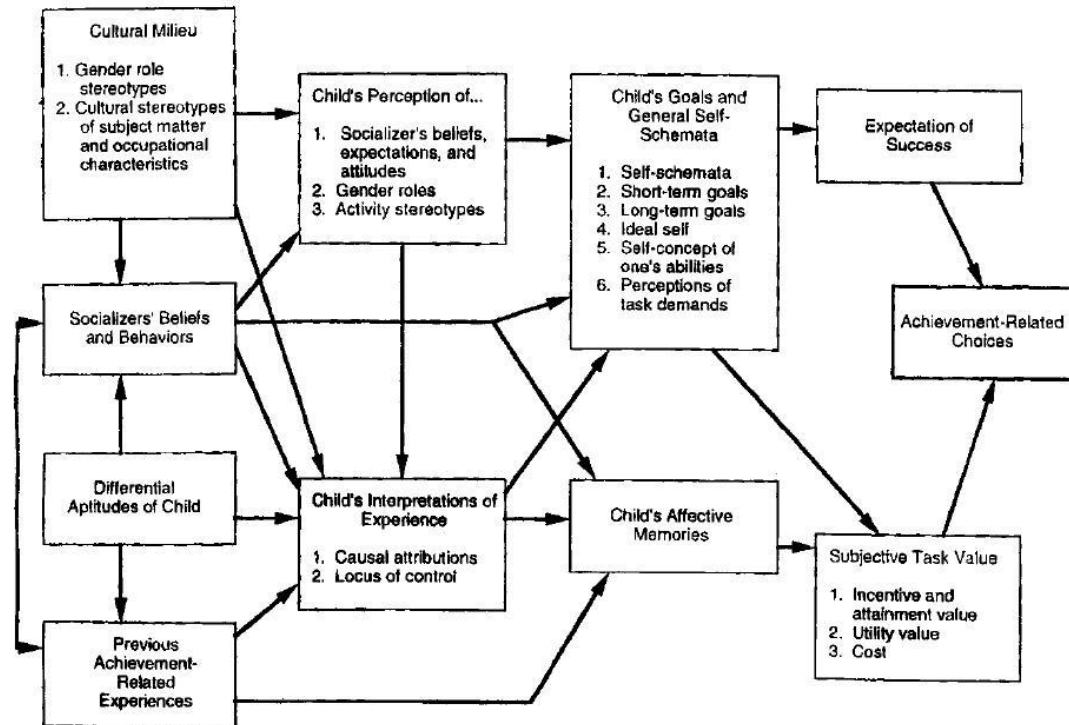 Cultural Milieu
1. Gender role
stereotypes
2. Cultural stereotypes
of subject matter
and occupational
characteristics
Child's Perception of...
1. Socializer's beliefs,
expectations, and
attitudes
2. Gender roles
3. Activity stereotypes
Child's Goals and
General Self-
Schemata
1. Self-schemata
2. Short-term goals
3. Long-term goals
4. Ideal self
5. Self-concept of
one's abilities
6. Perceptions of
task demands
Expectation of
Success
Socializers' Beliefs
and Behaviors
Achievement-Related
Choices
Differential
Aptitudes of Child
Child's Interpretations of
Experience
1. Causal attributions
2. Locus of control
Child's Affective
Memories
Subjective Task Value
1. Incentive and
attainment value
2. Utility value
3. Cost
Previous
Achievement-
Related
Experiences